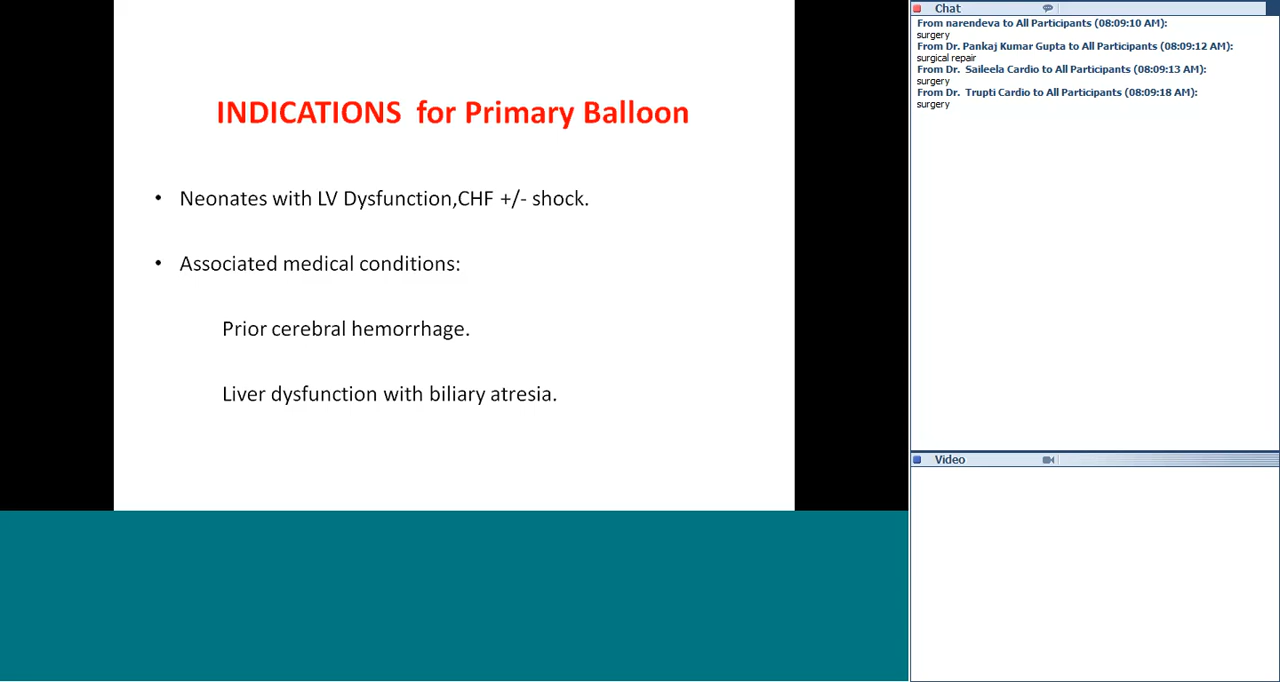 INDICATIONS for Primary Balloon
• Neonates with LV Dysfunction,CHF +/- shock.
• Associated medical conditions:
Prior cerebral hemorrhage.
Liver dysfunction with biliary atresia.
Chat
From narendeva to All Participants (08:09:10 AM):
surgery
From Dr. Pankaj Kumar Gupta to All Participants (08:09:12 AM):
surgical repair
From Dr.  Saileela Cardio to All Participants (08:09:13 AM):
surgery
From Dr.  Trupti Cardio to All Participants (08:09:18 AM):
surgery
Video